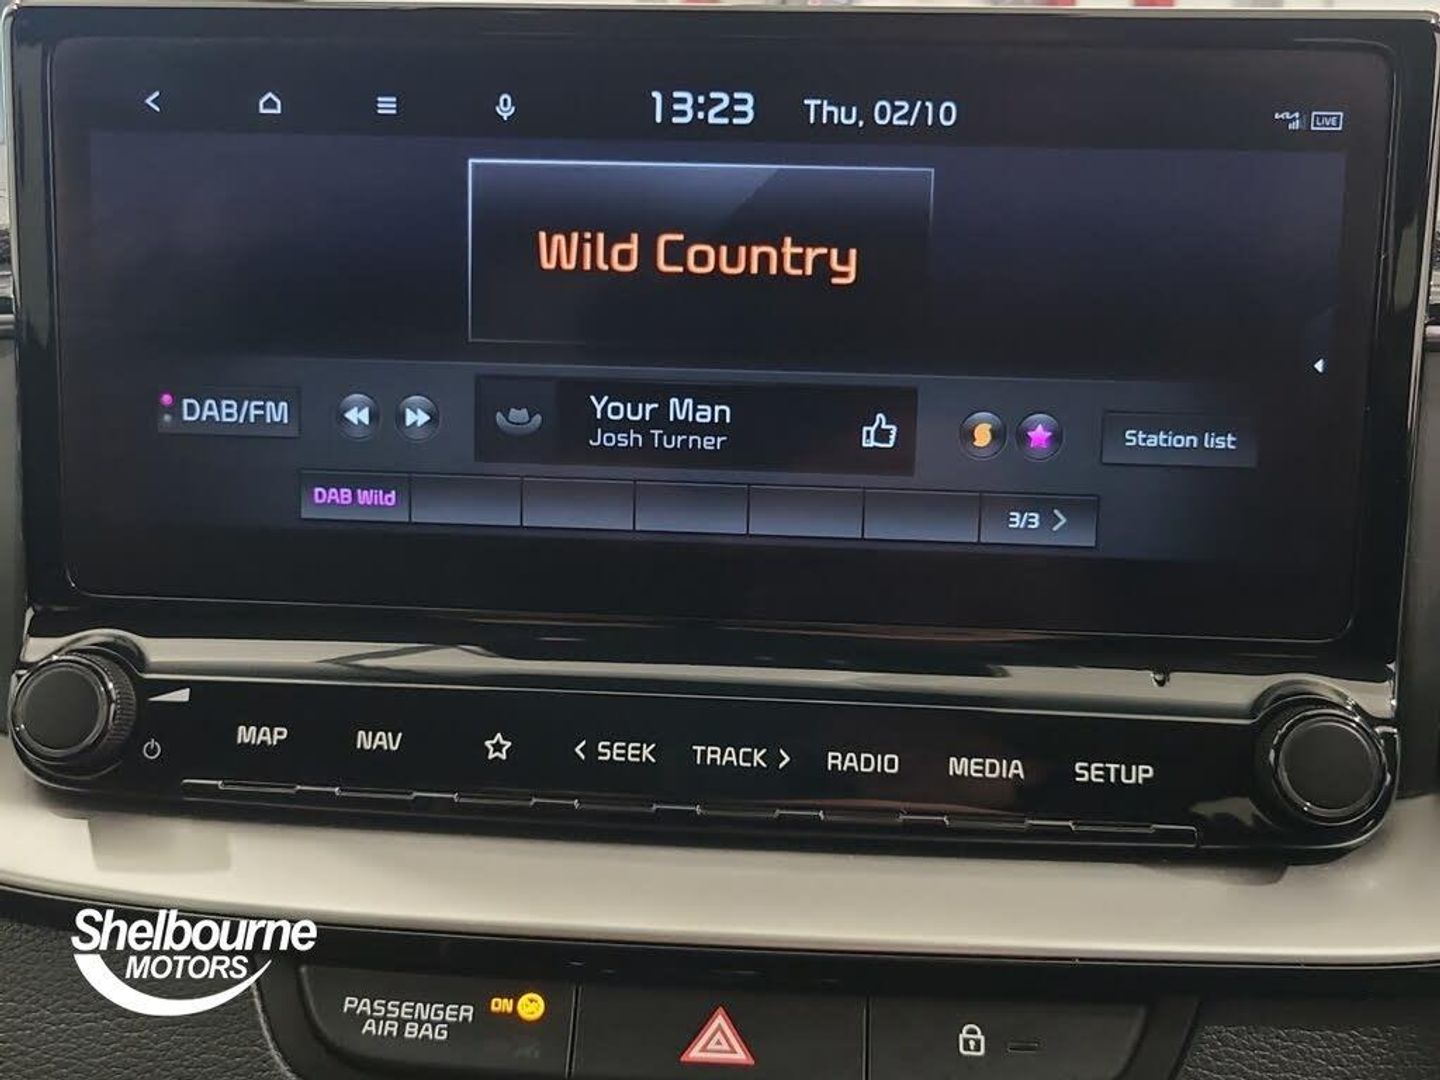 13:23 Thu, 02/10 LIVE
Wild Country
DAB/FM
Your Man
Josh Turner
Station list
DAB Wild
3/3 >
MAP NAV < SEEK TRACK > RADIO MEDIA SETUP
Shelbourne
MOTORS
PASSENGER
AIR BAG
ON